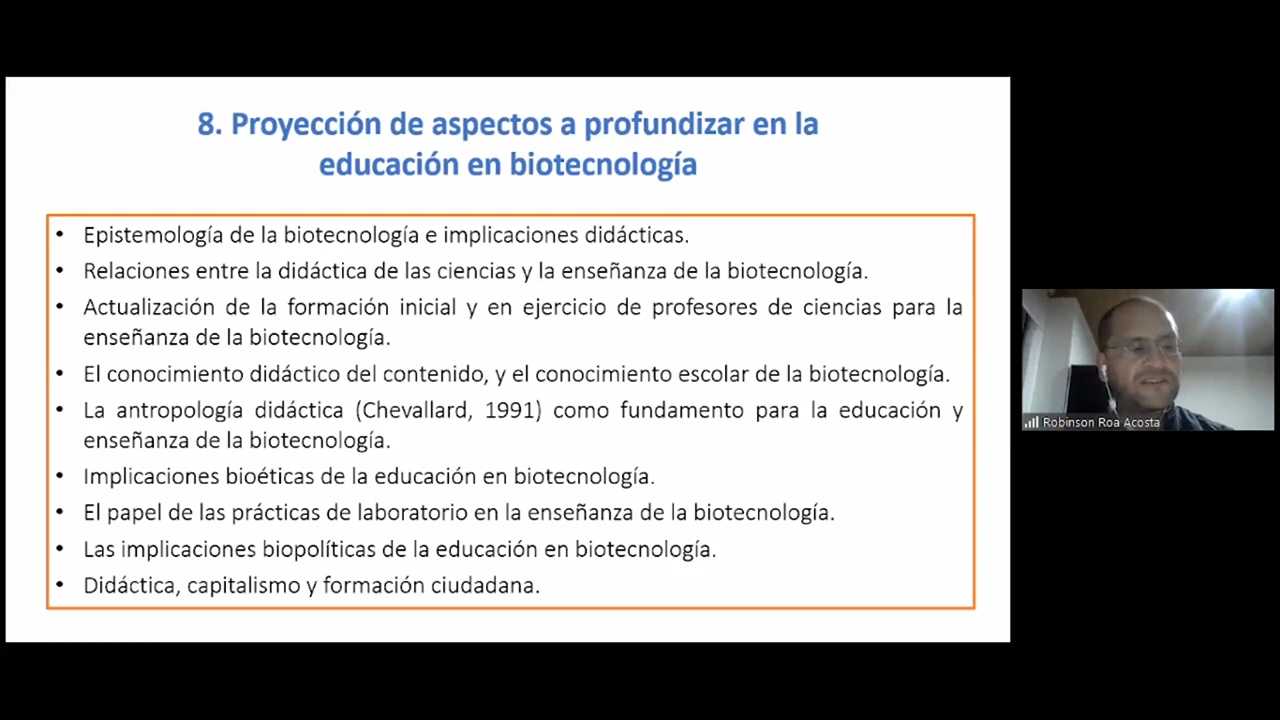 8. Proyección de aspectos a profundizar en la
educación en biotecnología
• Epistemología de la biotecnología e implicaciones didácticas.
• Relaciones entre la didáctica de las ciencias y la enseñanza de la biotecnología.
• Actualización de la formación inicial y en ejercicio de profesores de ciencias para la
enseñanza de la biotecnología.
• El conocimiento didáctico del contenido, y el conocimiento escolar de la biotecnología.
• La antropología didáctica (Chevallard, 1991) como fundamento para la educación y
enseñanza de la biotecnología.
• Implicaciones bioéticas de la educación en biotecnología.
• El papel de las prácticas de laboratorio en la enseñanza de la biotecnología.
• Las implicaciones biopolíticas de la educación en biotecnología.
• Didáctica, capitalismo y formación ciudadana.
Robinson Roa Acosta